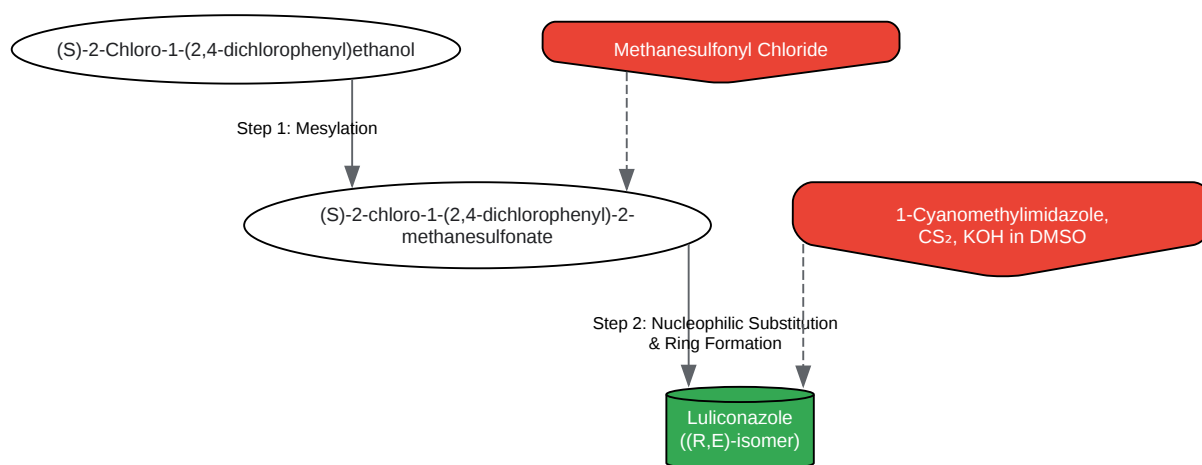 (S)-2-Chloro-1-(2,4-dichlorophenyl)ethanol
Methanesulfonyl Chloride
Step 1: Mesylation
(S)-2-chloro-1-(2,4-dichlorophenyl)-2-
methanesulfonate
1-Cyanomethylimidazole,
CS₂, KOH in DMSO
Step 2: Nucleophilic Substitution
& Ring Formation
Luliconazole
((R,E)-isomer)